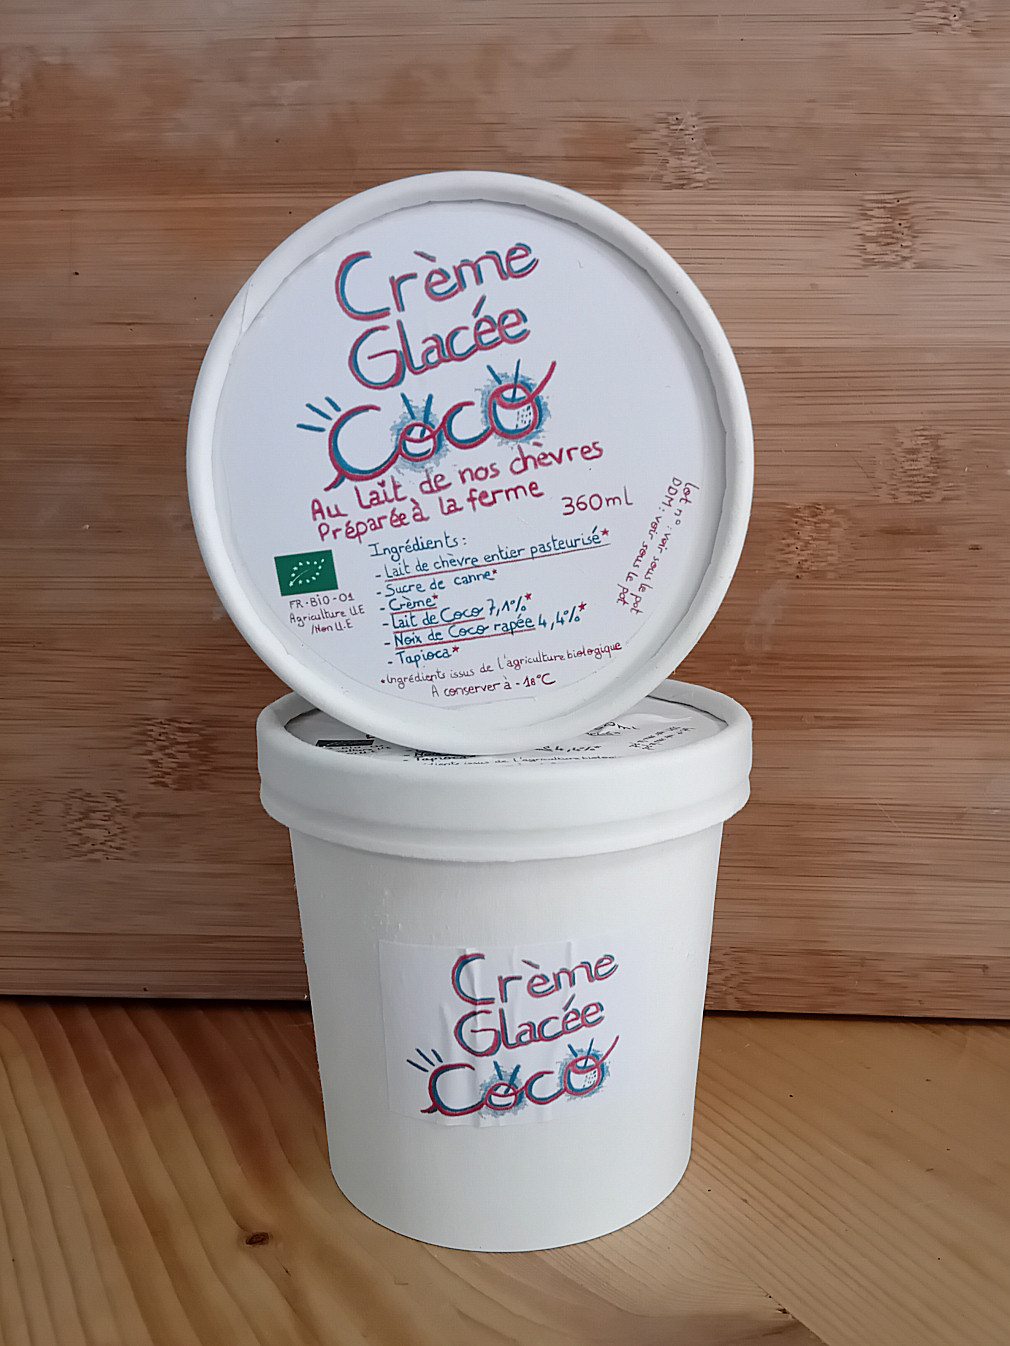 Crème
Glacée
Coco
Au lait de nos chèvres
Préparée à la ferme
360ml
Ingrédients:
- Lait de chèvre entier pasteurisé*
- Sucre de canne*
- Crème*
- Lait de Coco 7,1%*
- Noix de Coco rapée 4,4%*
- Tapioca*
*Ingrédients issus de l'agriculture biologique
A conserver à -18°C
FR-BIO-01
Agriculture U.E
/Non U.E
Lot n°: voir sous le pot
DDM: voir sous le pot
Tapioca*
4,4%*
Crème
Glacée
Coco